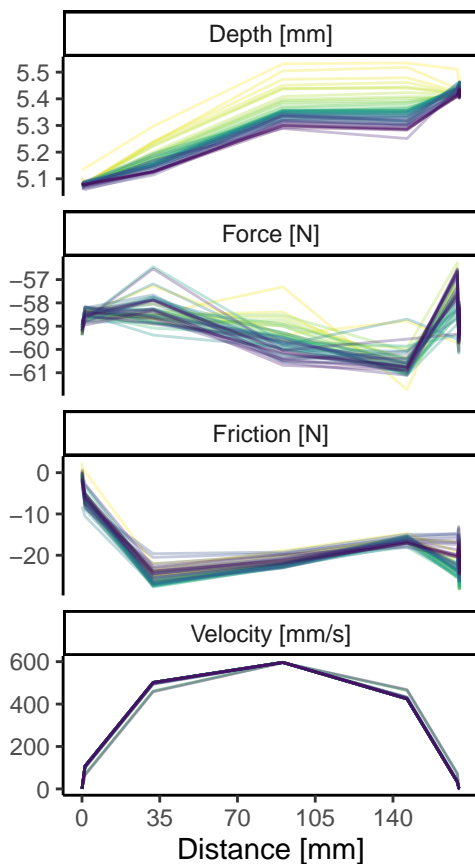 Depth [mm]
5.5
5.4
5.3
5.2
5.1
Force [N]
−57
−58
−59
−60
−61
Friction [N]
0
−10
−20
Velocity [mm/s]
600
400
200
0
0 35 70 105 140
Distance [mm]